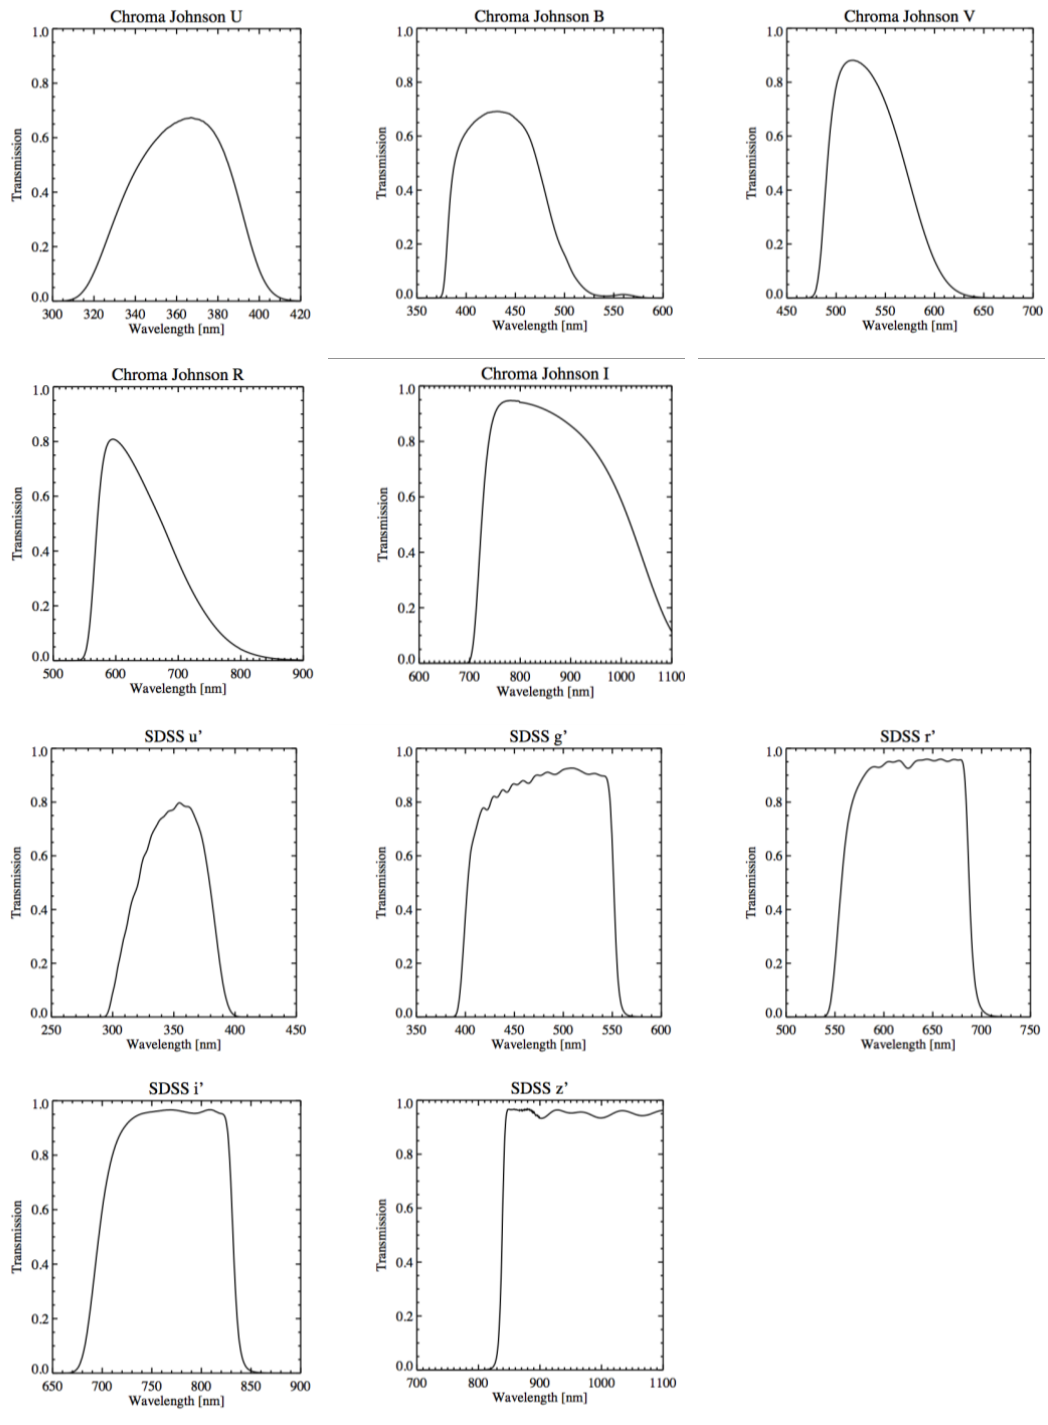 Chroma Johnson U
1.0
0.8
0.6
0.4
0.2
0.0
Transmission
300 320 340 360 380 400 420
Wavelength [nm]
Chroma Johnson B
1.0
0.8
0.6
0.4
0.2
0.0
Transmission
350 400 450 500 550 600
Wavelength [nm]
Chroma Johnson V
1.0
0.8
0.6
0.4
0.2
0.0
Transmission
450 500 550 600 650 700
Wavelength [nm]
Chroma Johnson R
1.0
0.8
0.6
0.4
0.2
0.0
Transmission
500 600 700 800 900
Wavelength [nm]
Chroma Johnson I
1.0
0.8
0.6
0.4
0.2
0.0
Transmission
600 700 800 900 1000 1100
Wavelength [nm]
SDSS u’
1.0
0.8
0.6
0.4
0.2
0.0
Transmission
250 300 350 400 450
Wavelength [nm]
SDSS g’
1.0
0.8
0.6
0.4
0.2
0.0
Transmission
350 400 450 500 550 600
Wavelength [nm]
SDSS r’
1.0
0.8
0.6
0.4
0.2
0.0
Transmission
500 550 600 650 700 750
Wavelength [nm]
SDSS i’
1.0
0.8
0.6
0.4
0.2
0.0
Transmission
650 700 750 800 850 900
Wavelength [nm]
SDSS z’
1.0
0.8
0.6
0.4
0.2
0.0
Transmission
700 800 900 1000 1100
Wavelength [nm]